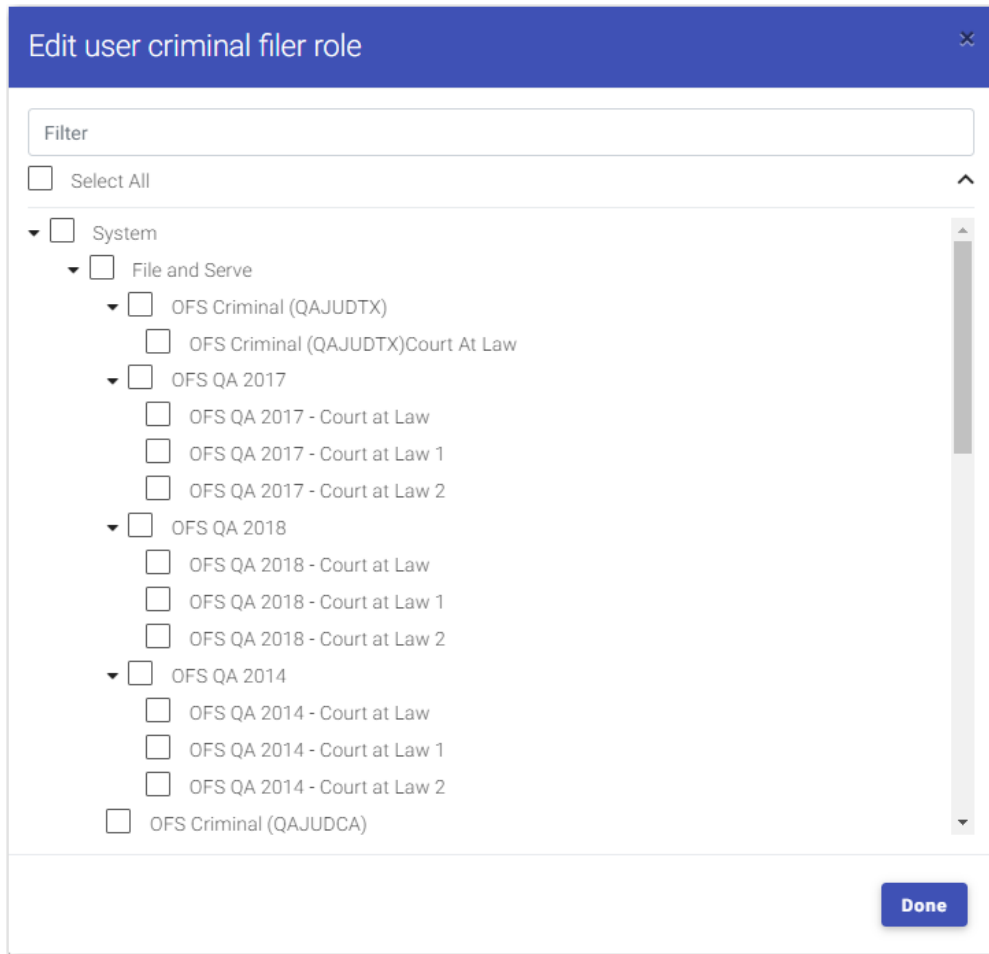 Edit user criminal filer role
Filter
Select All
System
File and Serve
OFS Criminal (QAJUDTX)
OFS Criminal (QAJUDTX)Court At Law
OFS QA 2017
OFS QA 2017 - Court at Law
OFS QA 2017 - Court at Law 1
OFS QA 2017 - Court at Law 2
OFS QA 2018
OFS QA 2018 - Court at Law
OFS QA 2018 - Court at Law 1
OFS QA 2018 - Court at Law 2
OFS QA 2014
OFS QA 2014 - Court at Law
OFS QA 2014 - Court at Law 1
OFS QA 2014 - Court at Law 2
OFS Criminal (QAJUDCA)
Done